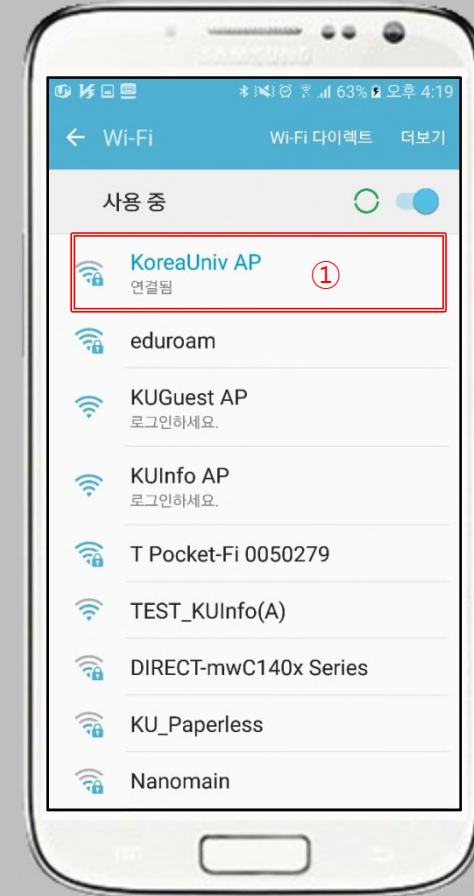 SAMSUNG
63% 오후 4:19
Wi-Fi Wi-Fi 다이렉트 더보기
사용 중
KoreaUniv AP
연결됨
①
eduroam
KUGuest AP
로그인하세요.
KUInfo AP
로그인하세요.
T Pocket-Fi 0050279
TEST_KUInfo(A)
DIRECT-mwC140x Series
KU_Paperless
Nanomain